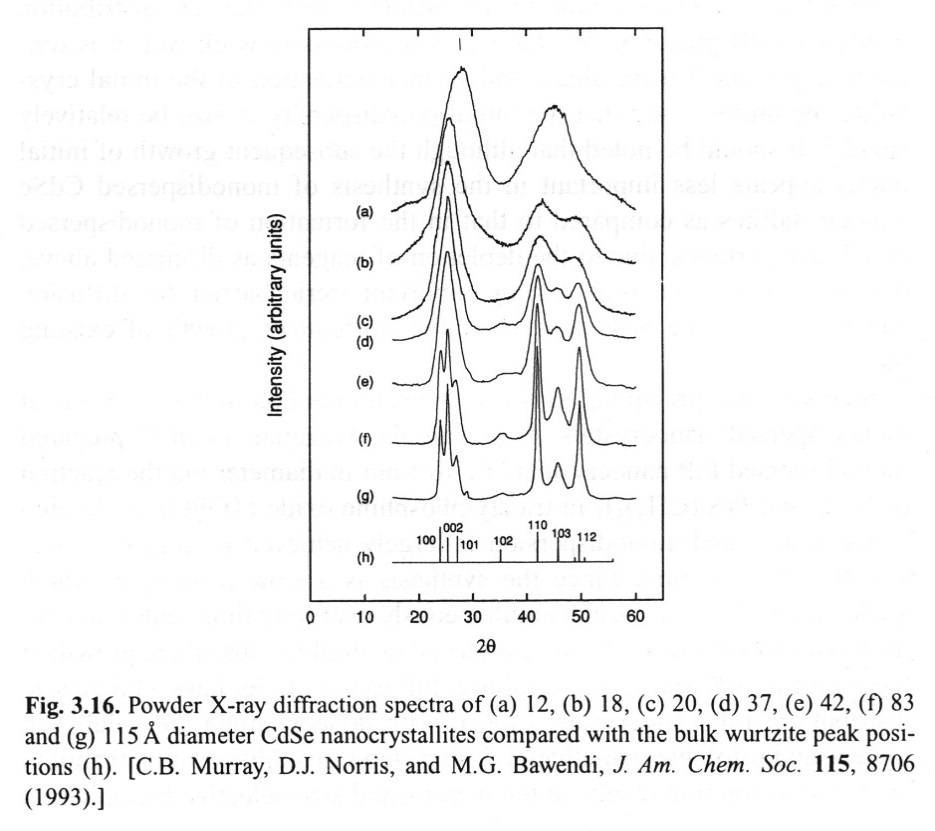 Intensity (arbitrary units)
(a)
(b)
(c)
(d)
(e)
(f)
(g)
(h)
100 002 101 102 110 103 112
0 10 20 30 40 50 60
2θ
Fig. 3.16. Powder X-ray diffraction spectra of (a) 12, (b) 18, (c) 20, (d) 37, (e) 42, (f) 83
and (g) 115 Å diameter CdSe nanocrystallites compared with the bulk wurtzite peak posi-
tions (h). [C.B. Murray, D.J. Norris, and M.G. Bawendi, J. Am. Chem. Soc. 115, 8706
(1993).]